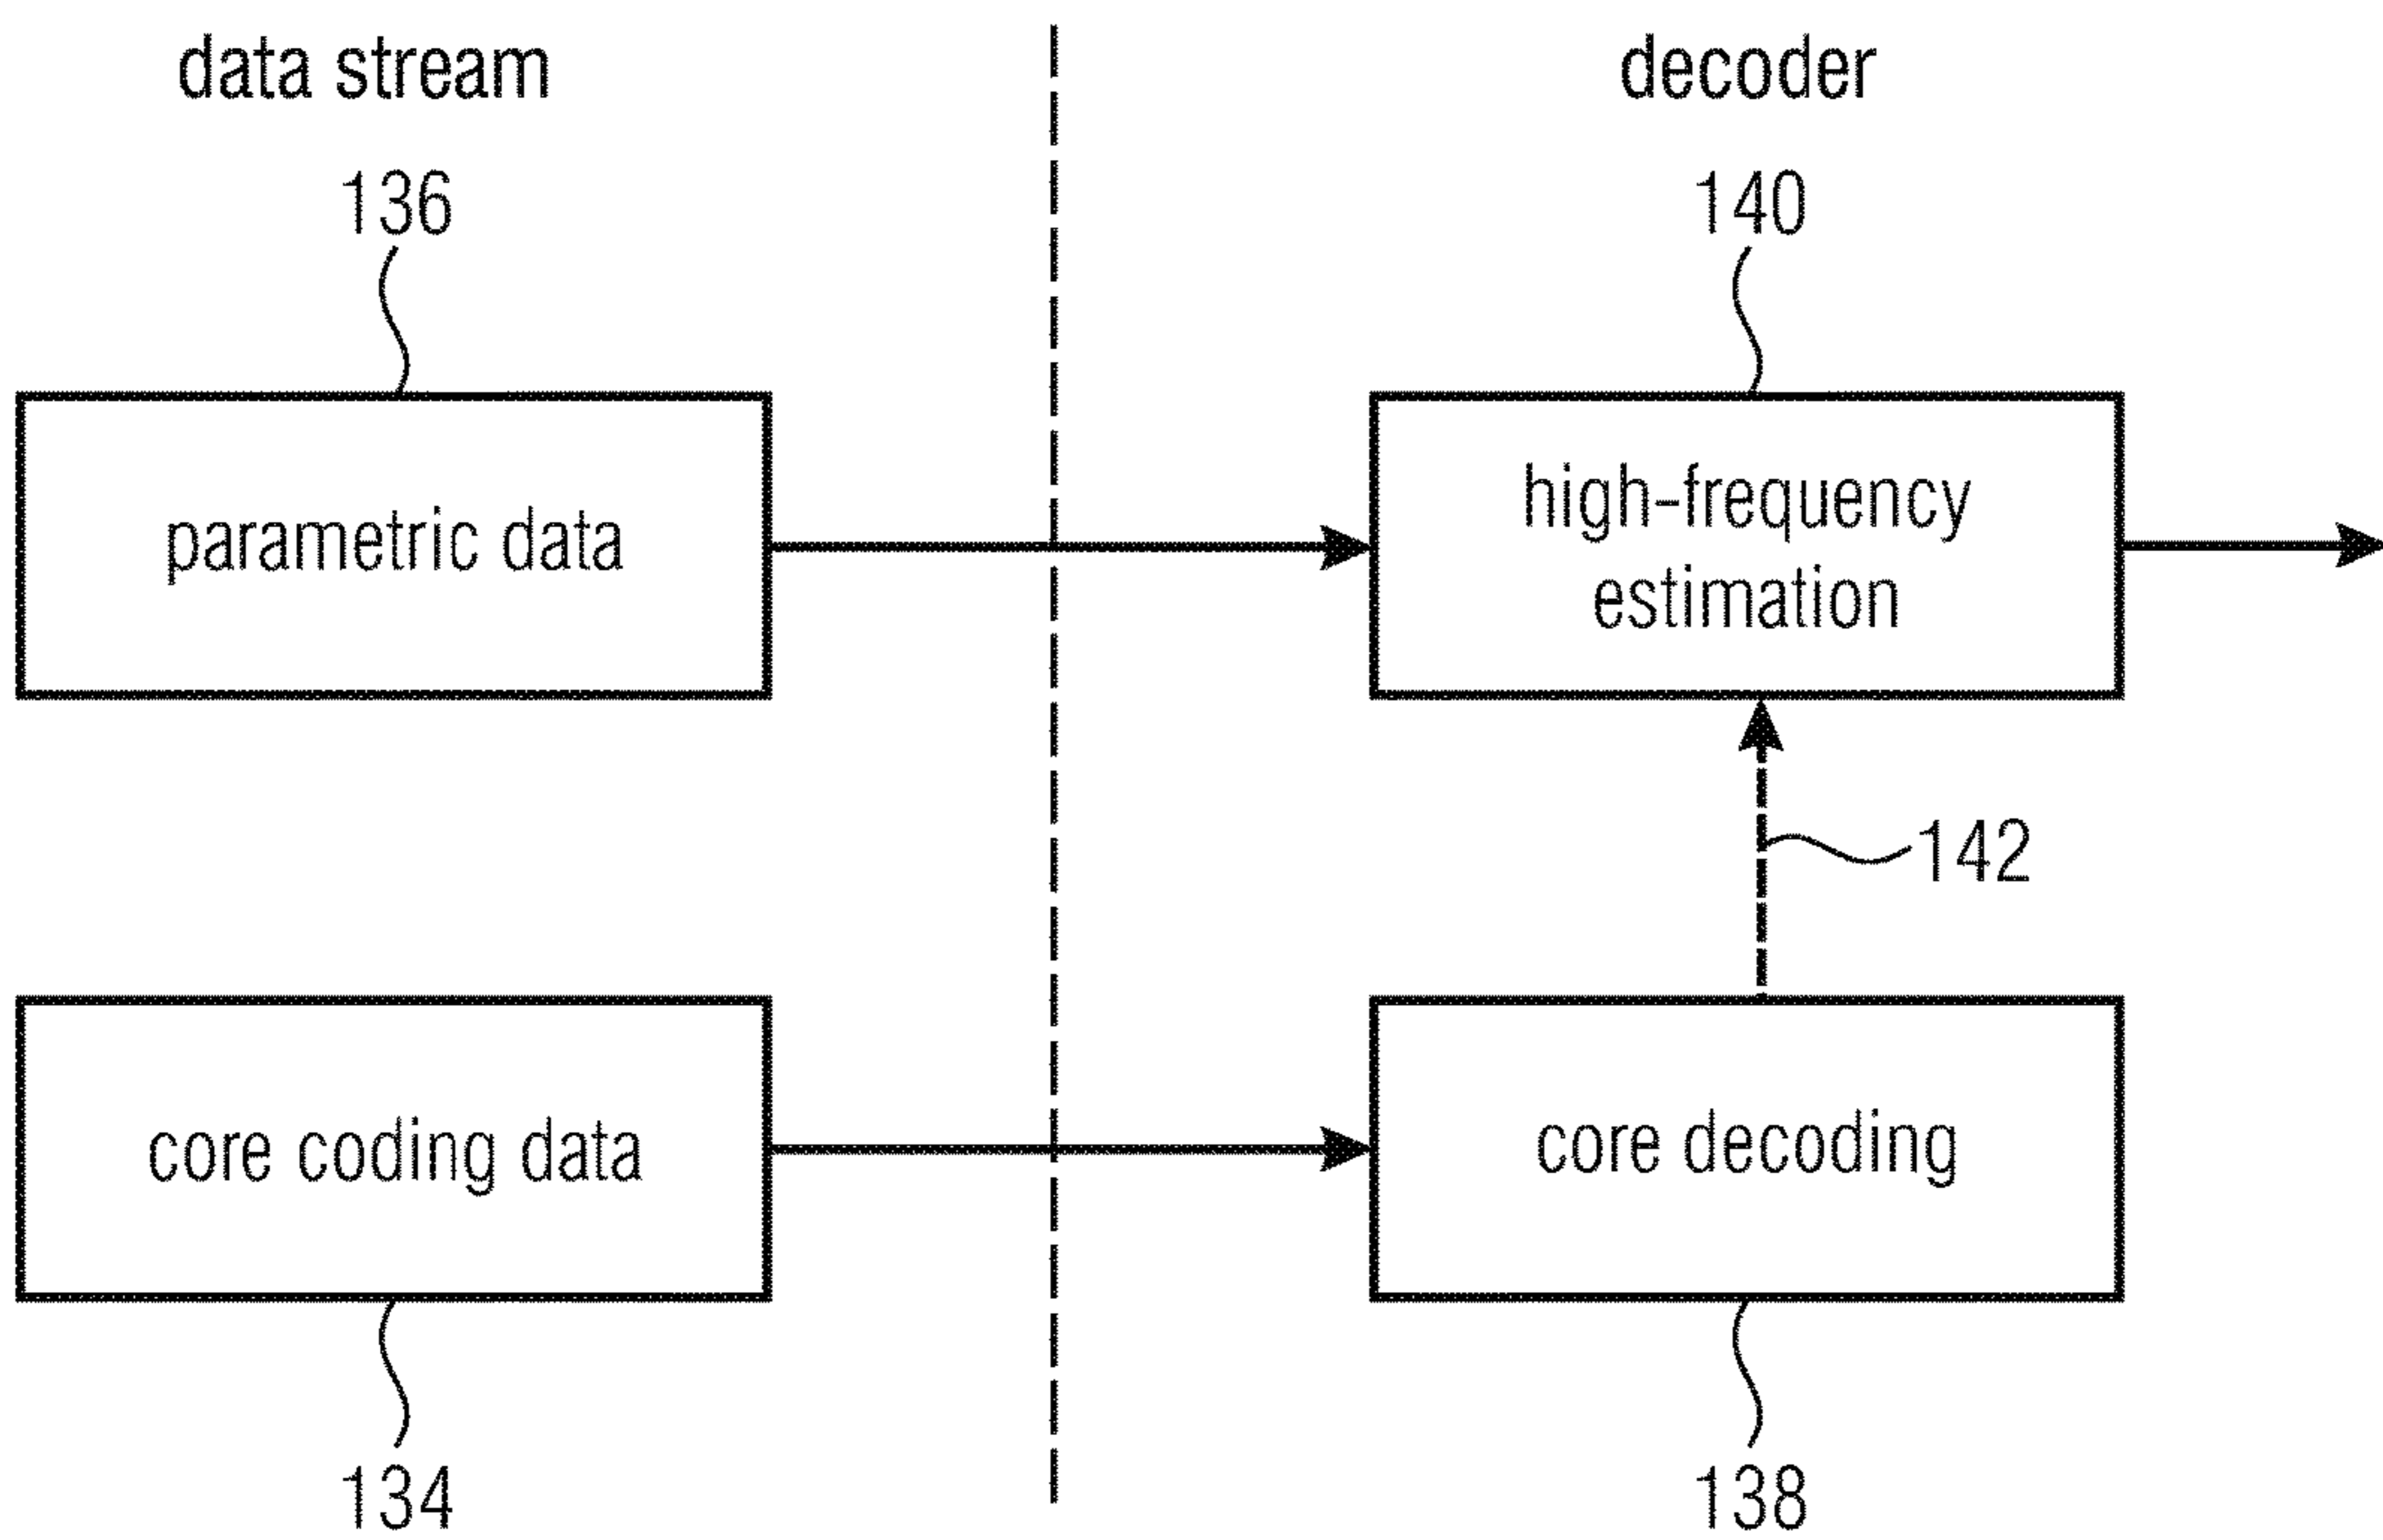 data stream
decoder
136
140
parametric data
high-frequency
estimation
142
core coding data
core decoding
134
138